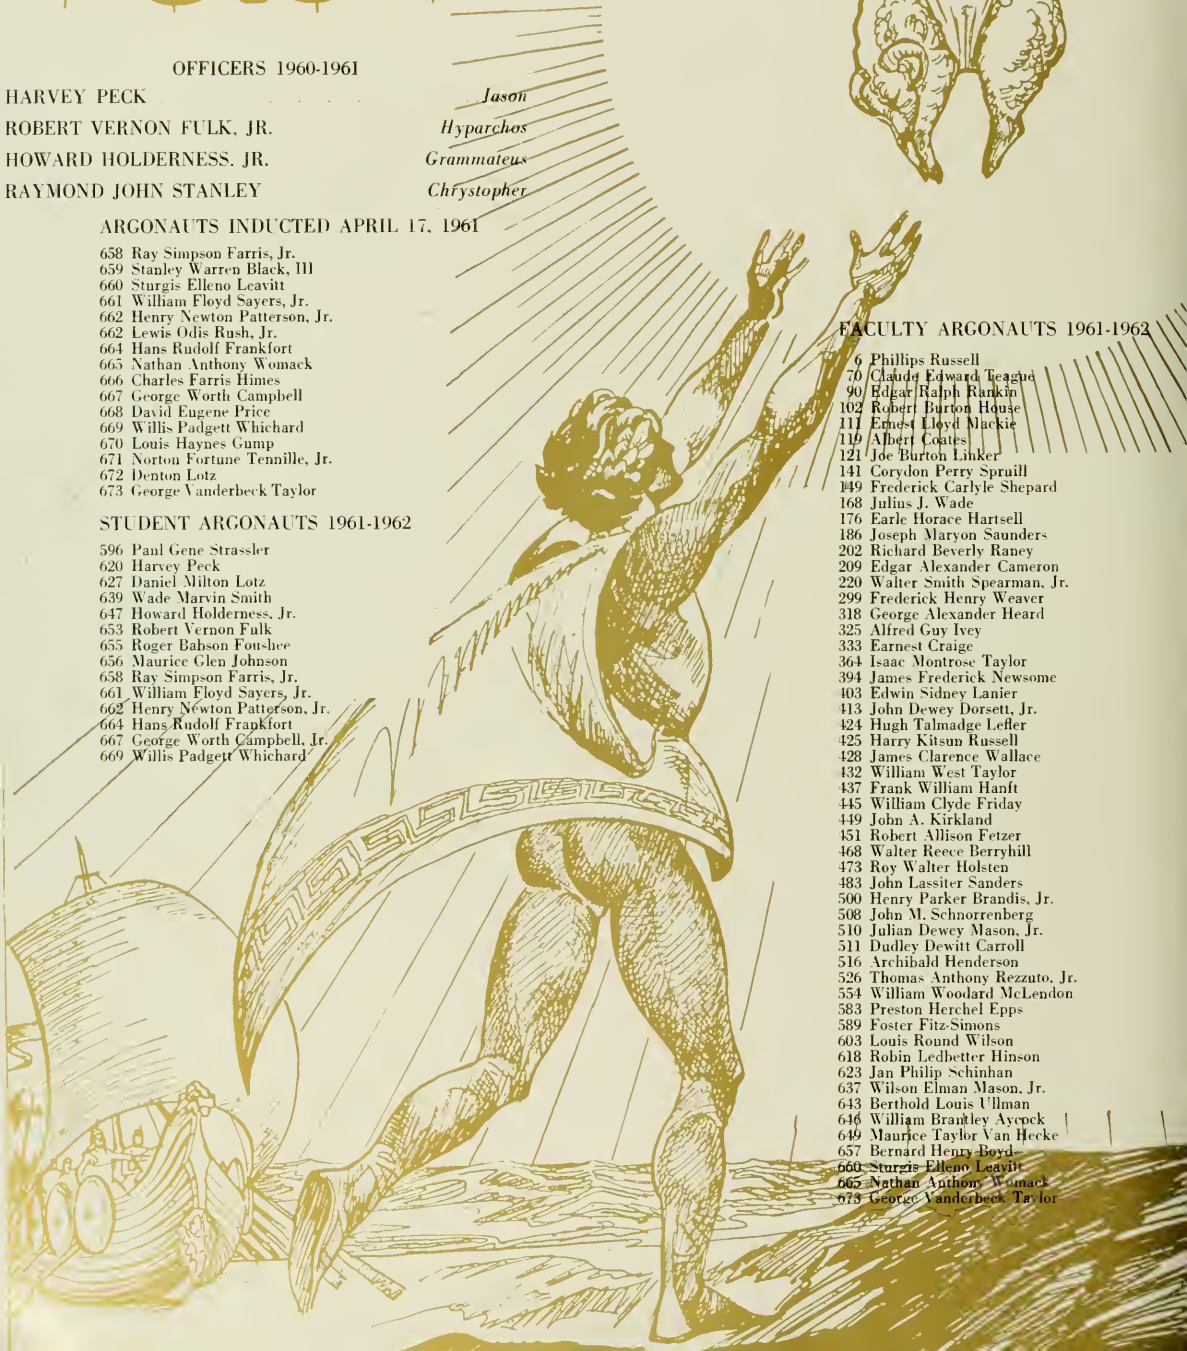 OFFICERS 1960-1961
HARVEY PECK . . . . . Jason
ROBERT VERNON FULK, JR. Hyparchos
HOWARD HOLDERNESS. JR. Grammateus
RAYMOND JOHN STANLEY Chrystopher
ARGONAUTS INDUCTED APRIL 17, 1961
658 Ray Simpson Farris, Jr.
659 Stanley Warren Black, III
660 Sturgis Elleno Leavitt
661 William Floyd Sayers, Jr.
662 Henry Newton Patterson, Jr.
662 Lewis Odis Rush, Jr.
664 Hans Rudolf Frankfort
665 Nathan Anthony Womack
666 Charles Farris Himes
667 George Worth Campbell
668 David Eugene Price
669 Willis Padgett Whichard
670 Louis Haynes Gump
671 Norton Fortune Tennille, Jr.
672 Denton Lotz
673 George Vanderbeck Taylor
STUDENT ARGONAUTS 1961-1962
596 Paul Gene Strassler
620 Harvey Peck
627 Daniel Milton Lotz
639 Wade Marvin Smith
647 Howard Holderness, Jr.
653 Robert Vernon Fulk
655 Roger Babson Foushee
656 Maurice Glen Johnson
658 Ray Simpson Farris, Jr.
661 William Floyd Sayers, Jr.
662 Henry Newton Patterson, Jr.
664 Hans Rudolf Frankfort
667 George Worth Campbell, Jr.
669 Willis Padgett Whichard
FACULTY ARGONAUTS 1961-1962
6 Phillips Russell
70 Claude Edward Teague
90 Edgar Ralph Rankin
102 Robert Burton House
111 Ernest Lloyd Mackie
119 Albert Coates
121 Joe Burton Linker
141 Corydon Perry Spruill
149 Frederick Carlyle Shepard
168 Julius J. Wade
176 Earle Horace Hartsell
186 Joseph Maryon Saunders
202 Richard Beverly Raney
209 Edgar Alexander Cameron
220 Walter Smith Spearman, Jr.
299 Frederick Henry Weaver
318 George Alexander Heard
325 Alfred Guy Ivey
333 Earnest Craige
364 Isaac Montrose Taylor
394 James Frederick Newsome
403 Edwin Sidney Lanier
413 John Dewey Dorsett, Jr.
424 Hugh Talmadge Lefler
425 Harry Kitsun Russell
428 James Clarence Wallace
432 William West Taylor
437 Frank William Hanft
445 William Clyde Friday
449 John A. Kirkland
451 Robert Allison Fetzer
468 Walter Reece Berryhill
473 Roy Walter Holsten
483 John Lassiter Sanders
500 Henry Parker Brandis, Jr.
508 John M. Schnorrenberg
510 Julian Dewey Mason, Jr.
511 Dudley Dewitt Carroll
516 Archibald Henderson
526 Thomas Anthony Rezzuto, Jr.
554 William Woodard McLendon
583 Preston Herchel Epps
589 Foster Fitz-Simons
603 Louis Round Wilson
618 Robin Ledbetter Hinson
623 Jan Philip Schinhan
637 Wilson Elman Mason, Jr.
643 Berthold Louis Ullman
646 William Brantley Aycock
649 Maurice Taylor Van Hecke
657 Bernard Henry Boyd
660 Sturgis Elleno Leavitt
665 Nathan Anthony Womack
673 George Vanderbeck Taylor